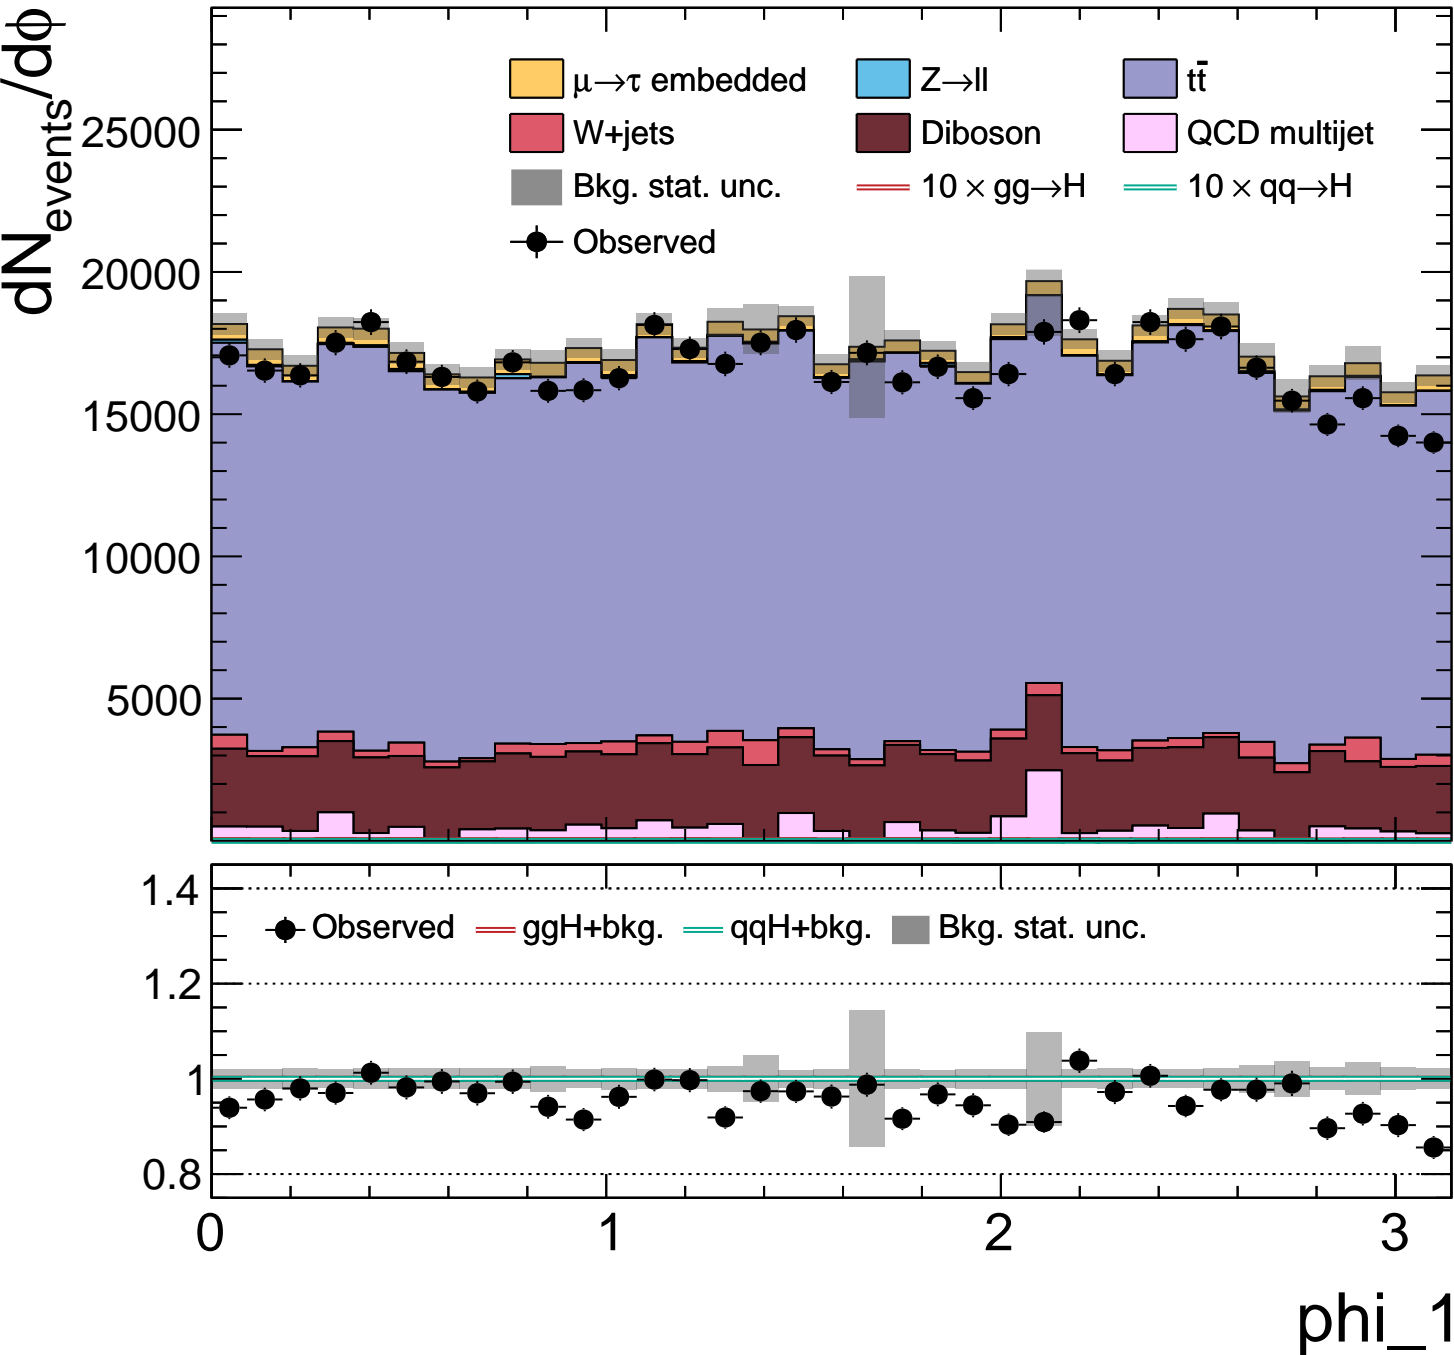 dN_events/dϕ
μ→τ embedded
Z→ll
tt̄
W+jets
Diboson
QCD multijet
Bkg. stat. unc.
10 × gg→H
10 × qq→H
Observed
25000
20000
15000
10000
5000
Observed
ggH+bkg.
qqH+bkg.
Bkg. stat. unc.
1.4
1.2
1
0.8
0
1
2
3
phi_1